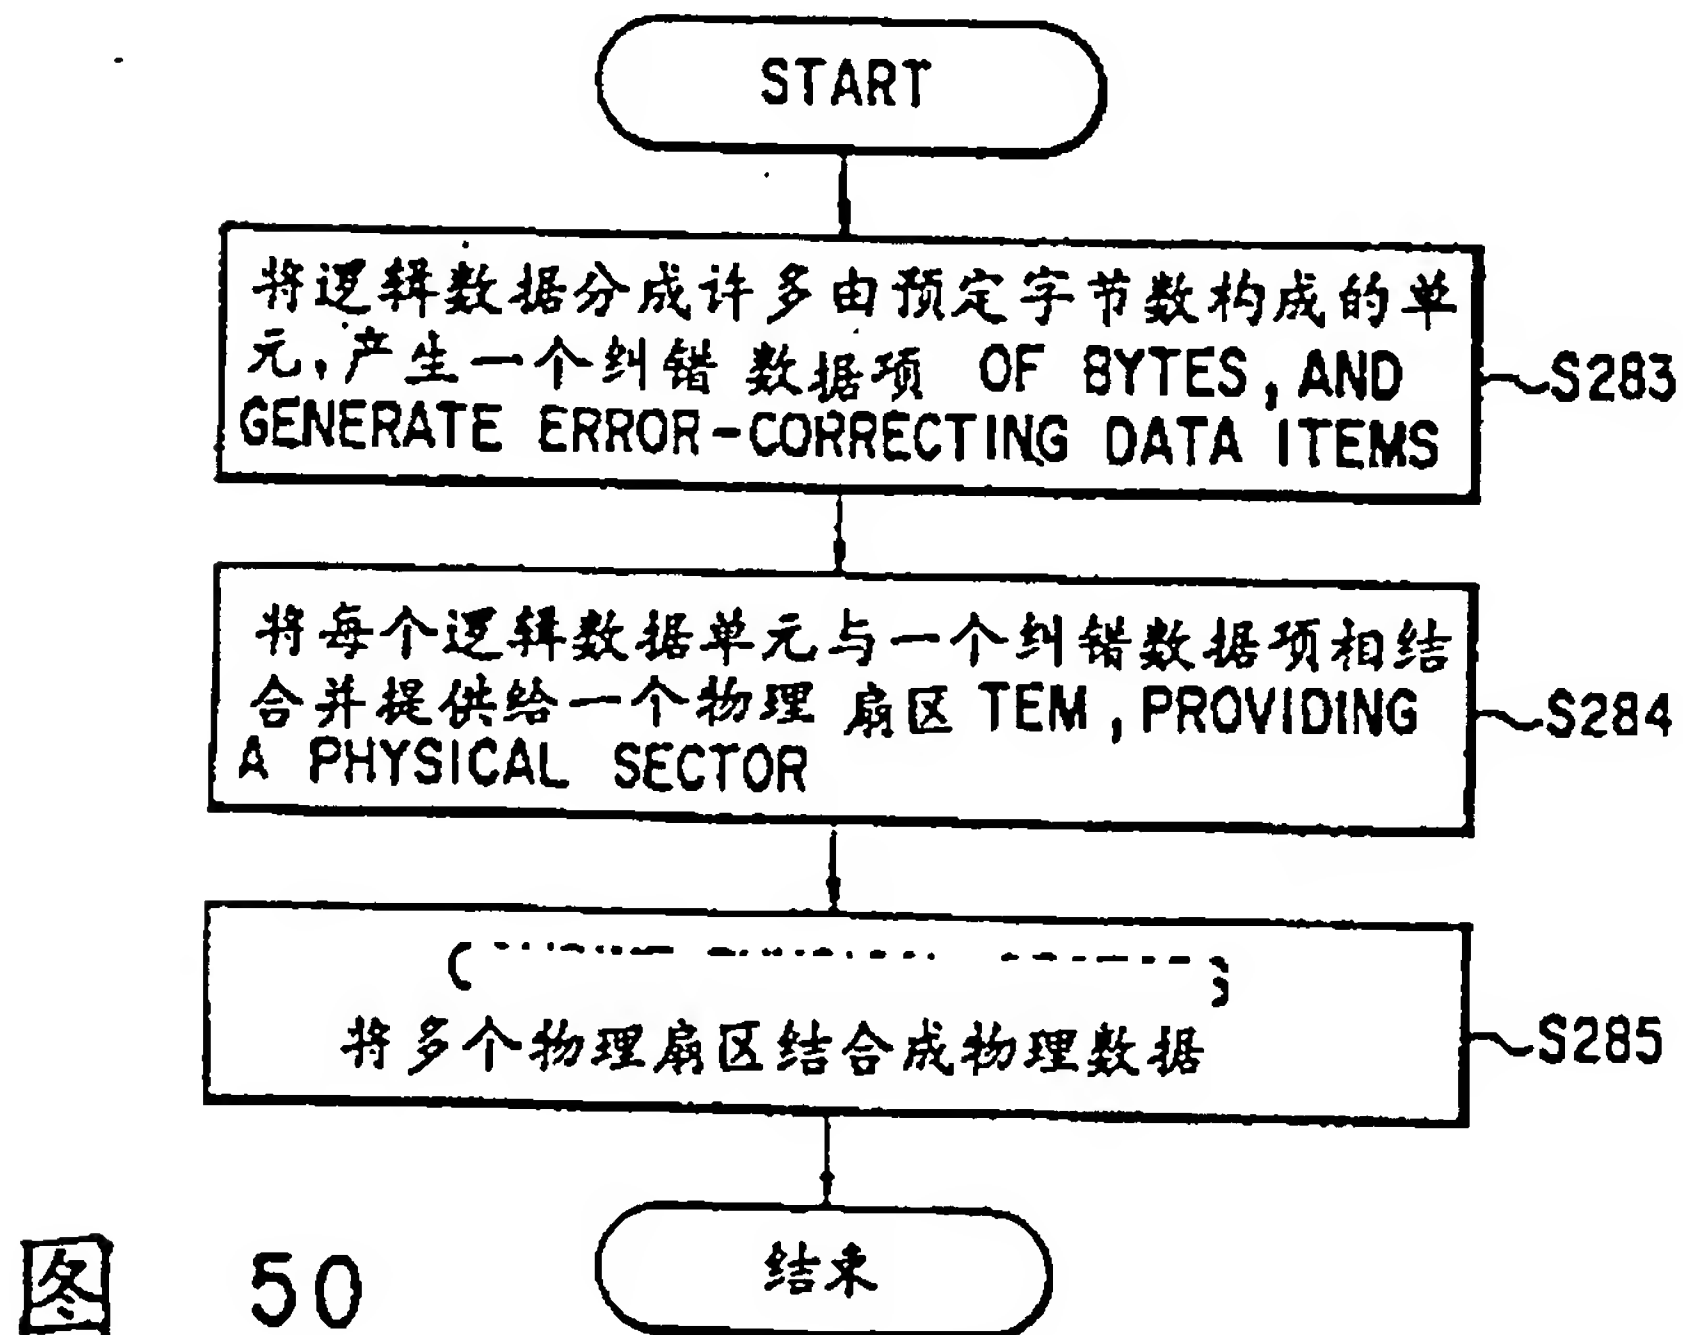 START
将逻辑数据分成许多由预定字节数构成的单
元,产生一个纠错数据项 OF BYTES, AND
GENERATE ERROR-CORRECTING DATA ITEMS
S283
将每个逻辑数据单元与一个纠错数据项相结
合并提供给一个物理扇区 TEM, PROVIDING
A PHYSICAL SECTOR
S284
将多个物理扇区结合成物理数据
S285
结束
图 50